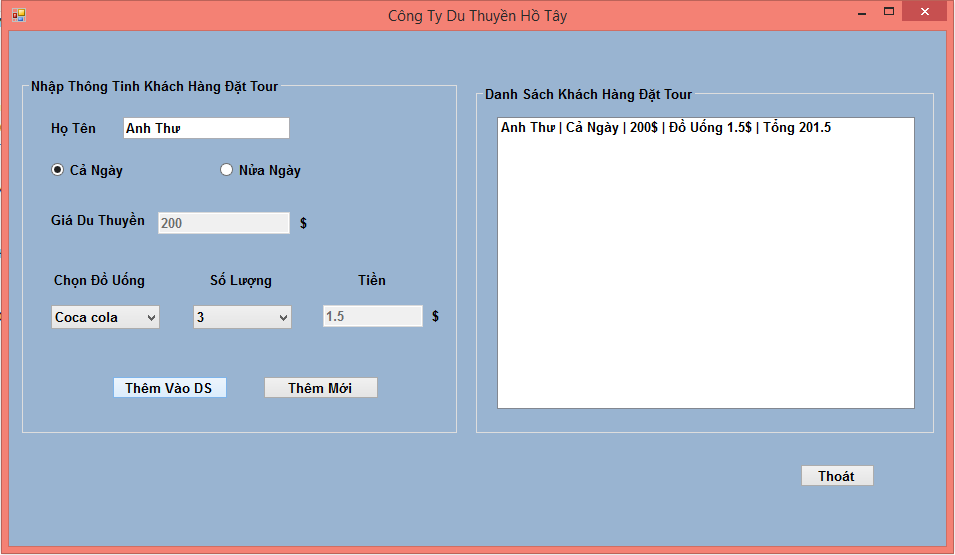 Công Ty Du Thuyền Hồ Tây
Nhập Thông Tinh Khách Hàng Đặt Tour
Họ Tên Anh Thư
Cả Ngày Nửa Ngày
Giá Du Thuyền 200 $
Chọn Đồ Uống Số Lượng Tiền
Coca cola 3 1.5 $
Thêm Vào DS Thêm Mới
Danh Sách Khách Hàng Đặt Tour
Anh Thư | Cả Ngày | 200$ | Đồ Uống 1.5$ | Tổng 201.5
Thoát